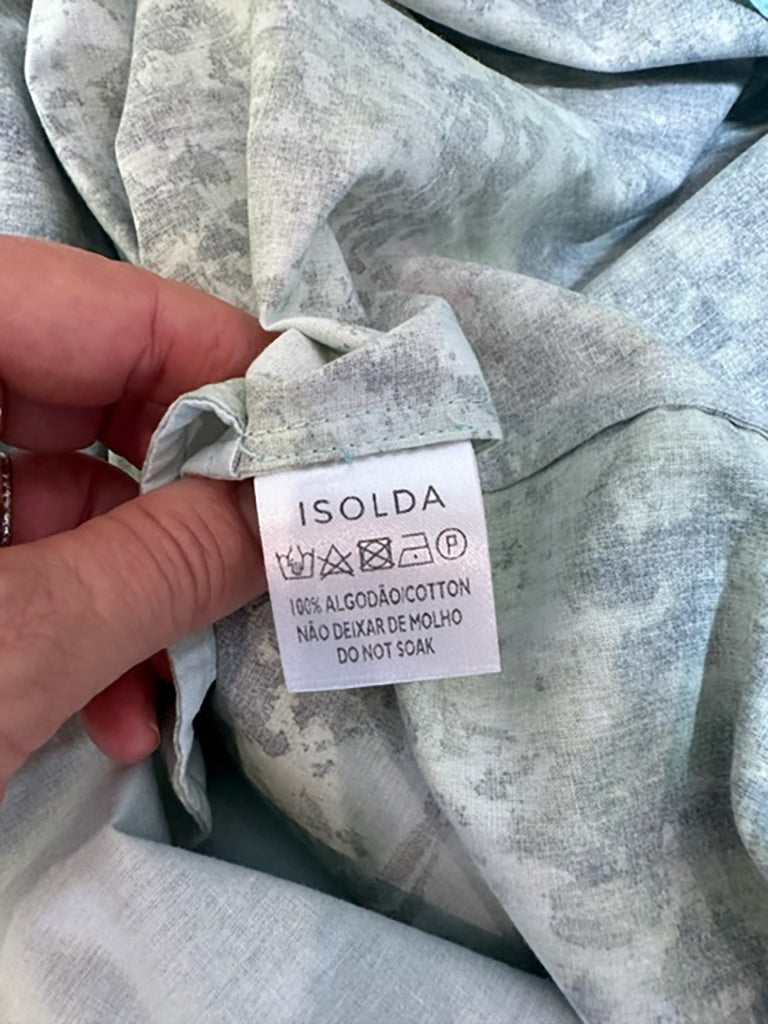 ISOLDA
P
100% ALGODÃO/COTTON
NÃO DEIXAR DE MOLHO
DO NOT SOAK